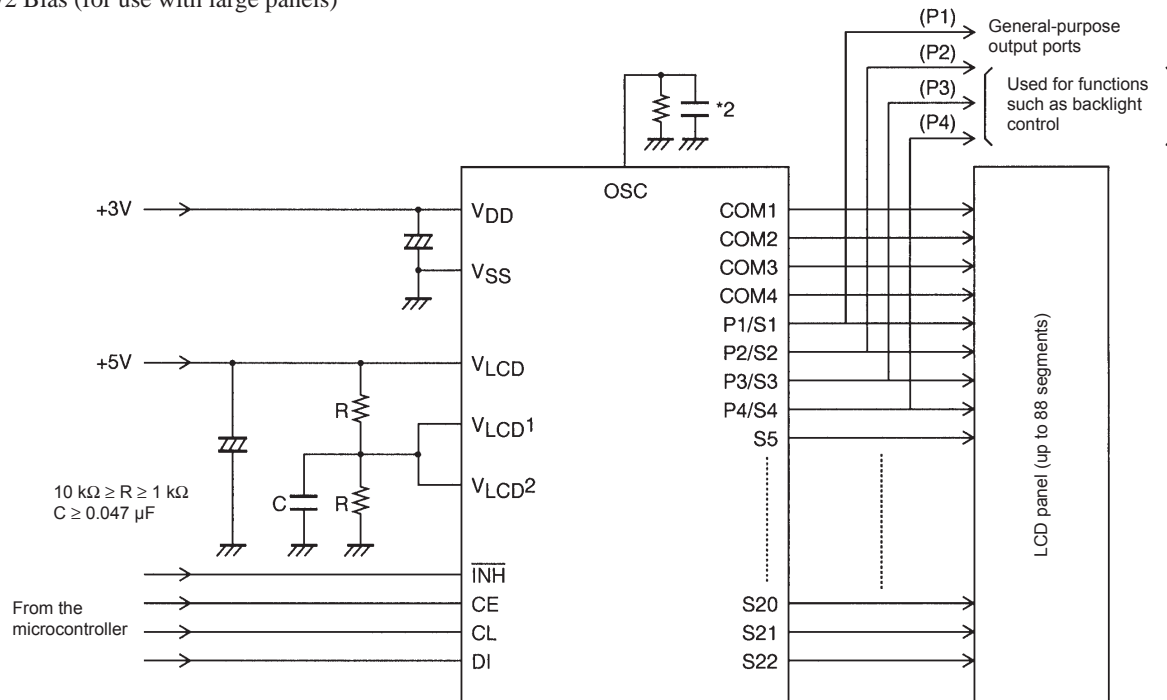 /2 Bias (for use with large panels)
(P1)
General-purpose
output ports
(P2)
(P3)
(P4)
Used for functions
such as backlight
control
*2
OSC
+3V
VDD
VSS
+5V
VLCD
VLCD1
VLCD2
R
C
R
10 kΩ ≥ R ≥ 1 kΩ
C ≥ 0.047 µF
INH
CE
CL
DI
From the
microcontroller
COM1
COM2
COM3
COM4
P1/S1
P2/S2
P3/S3
P4/S4
S5
S20
S21
S22
LCD panel (up to 88 segments)